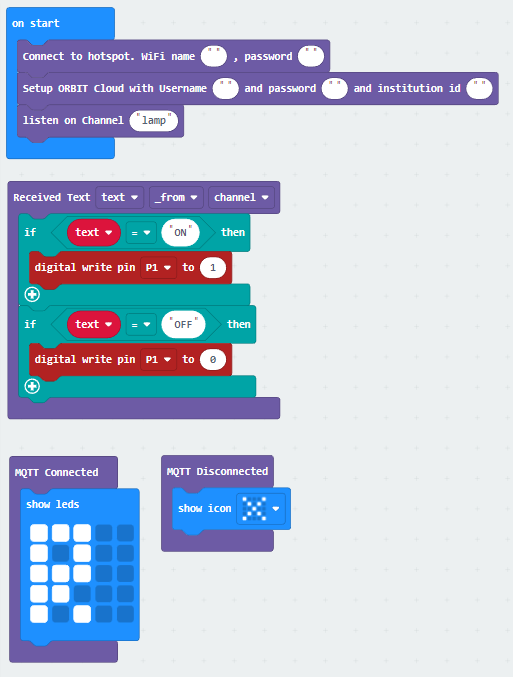 on start
Connect to hotspot. WiFi name " " , password " "
Setup ORBIT Cloud with Username " " and password " " and institution id " "
listen on Channel "lamp"
Received Text text _from channel
if text = "ON" then
digital write pin P1 to 1
if text = "OFF" then
digital write pin P1 to 0
MQTT Connected
show leds
MQTT Disconnected
show icon